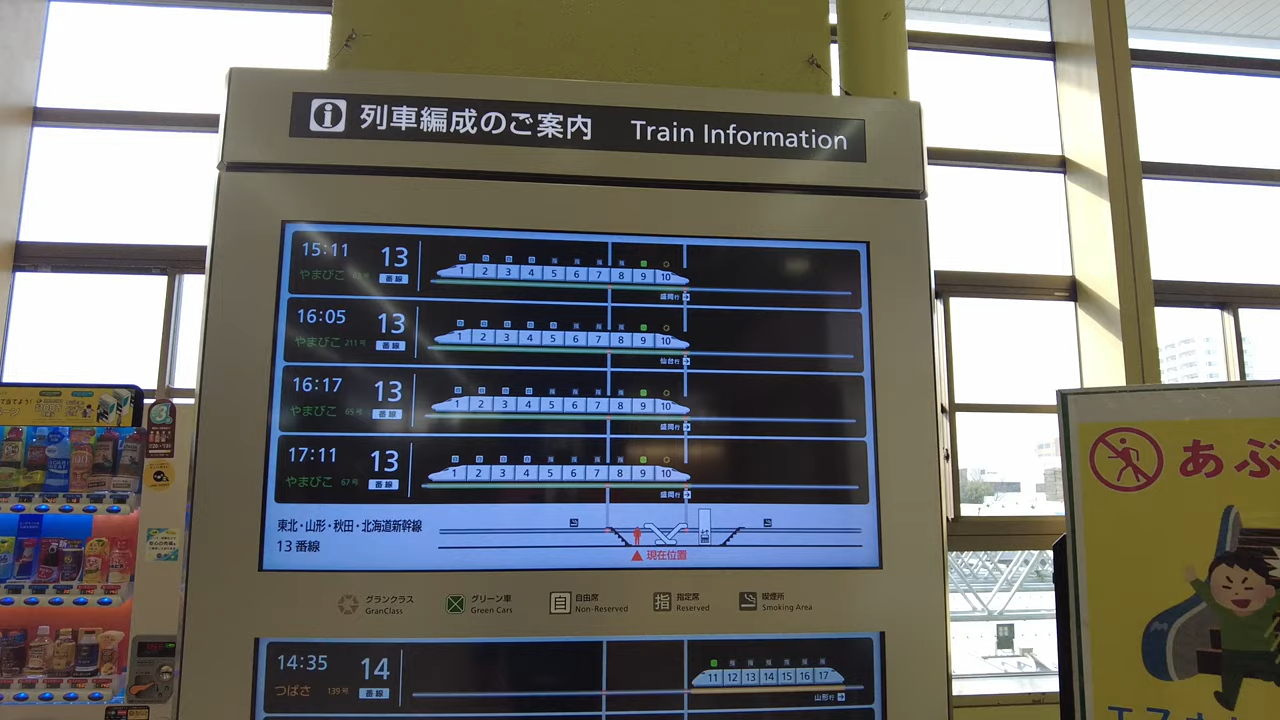 列車編成のご案内 Train Information
15:11 13
やまびこ 番線
1 2 3 4 5 6 7 8 9 10
盛岡行
16:05 13
やまびこ 211号 番線
1 2 3 4 5 6 7 8 9 10
仙台行
16:17 13
やまびこ 65号 番線
1 2 3 4 5 6 7 8 9 10
盛岡行
17:11 13
やまびこ 67号 番線
1 2 3 4 5 6 7 8 9 10
盛岡行
東北・山形・秋田・北海道新幹線
13番線
現在位置
グランクラス
GranClass
グリーン車
Green Cars
自 自由席
Non-Reserved
指 指定席
Reserved
喫煙所
Smoking Area
14:35 14
つばさ 139号 番線
11 12 13 14 15 16 17
山形行
あぶ